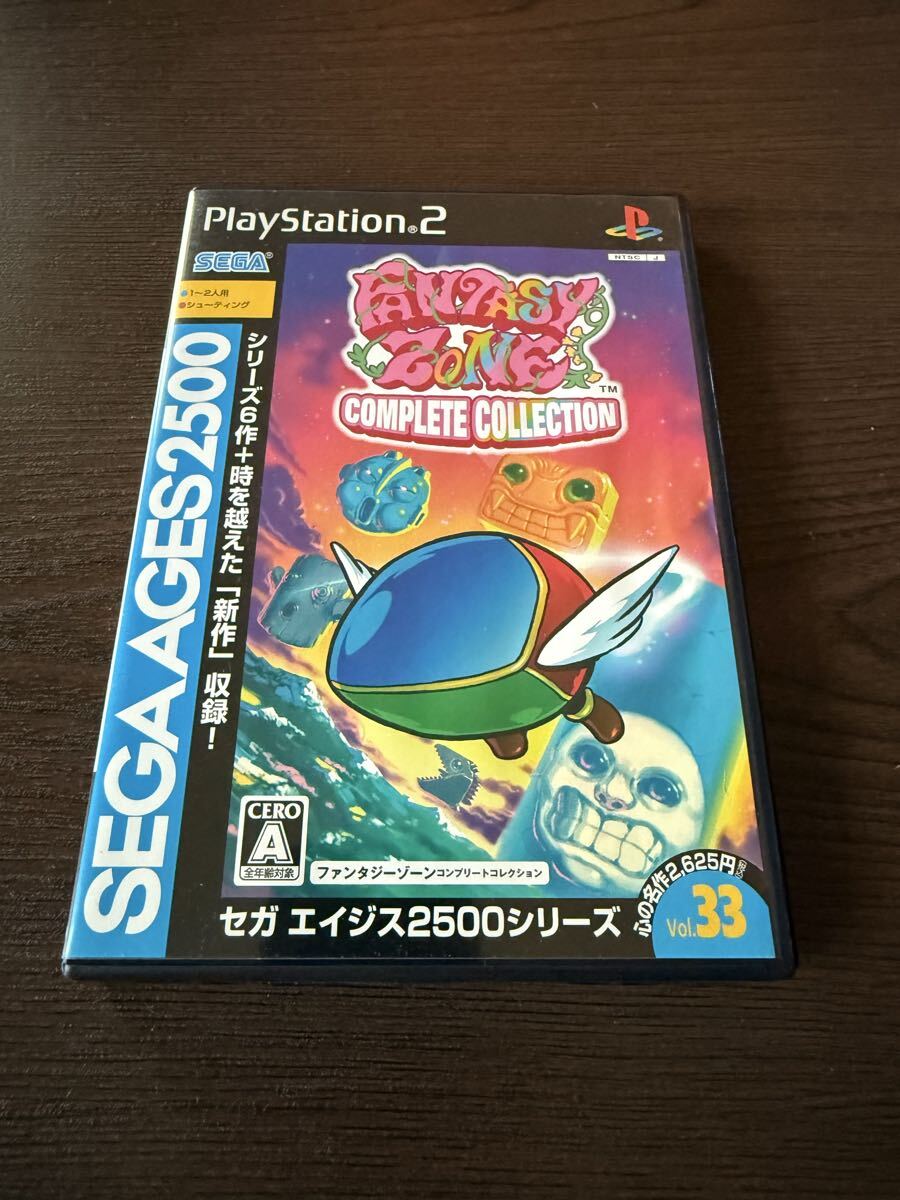 PlayStation®2
NTSC J
SEGA®
●1~2人用
●シューティング
SEGA AGES 2500
シリーズ6作+時を越えた「新作」収録!
FANTASY
ZONE
™
COMPLETE COLLECTION
CERO
A
全年齢対象
ファンタジーゾーン コンプリートコレクション
セガ エイジス2500シリーズ
心の名作2,625円
Vol.33